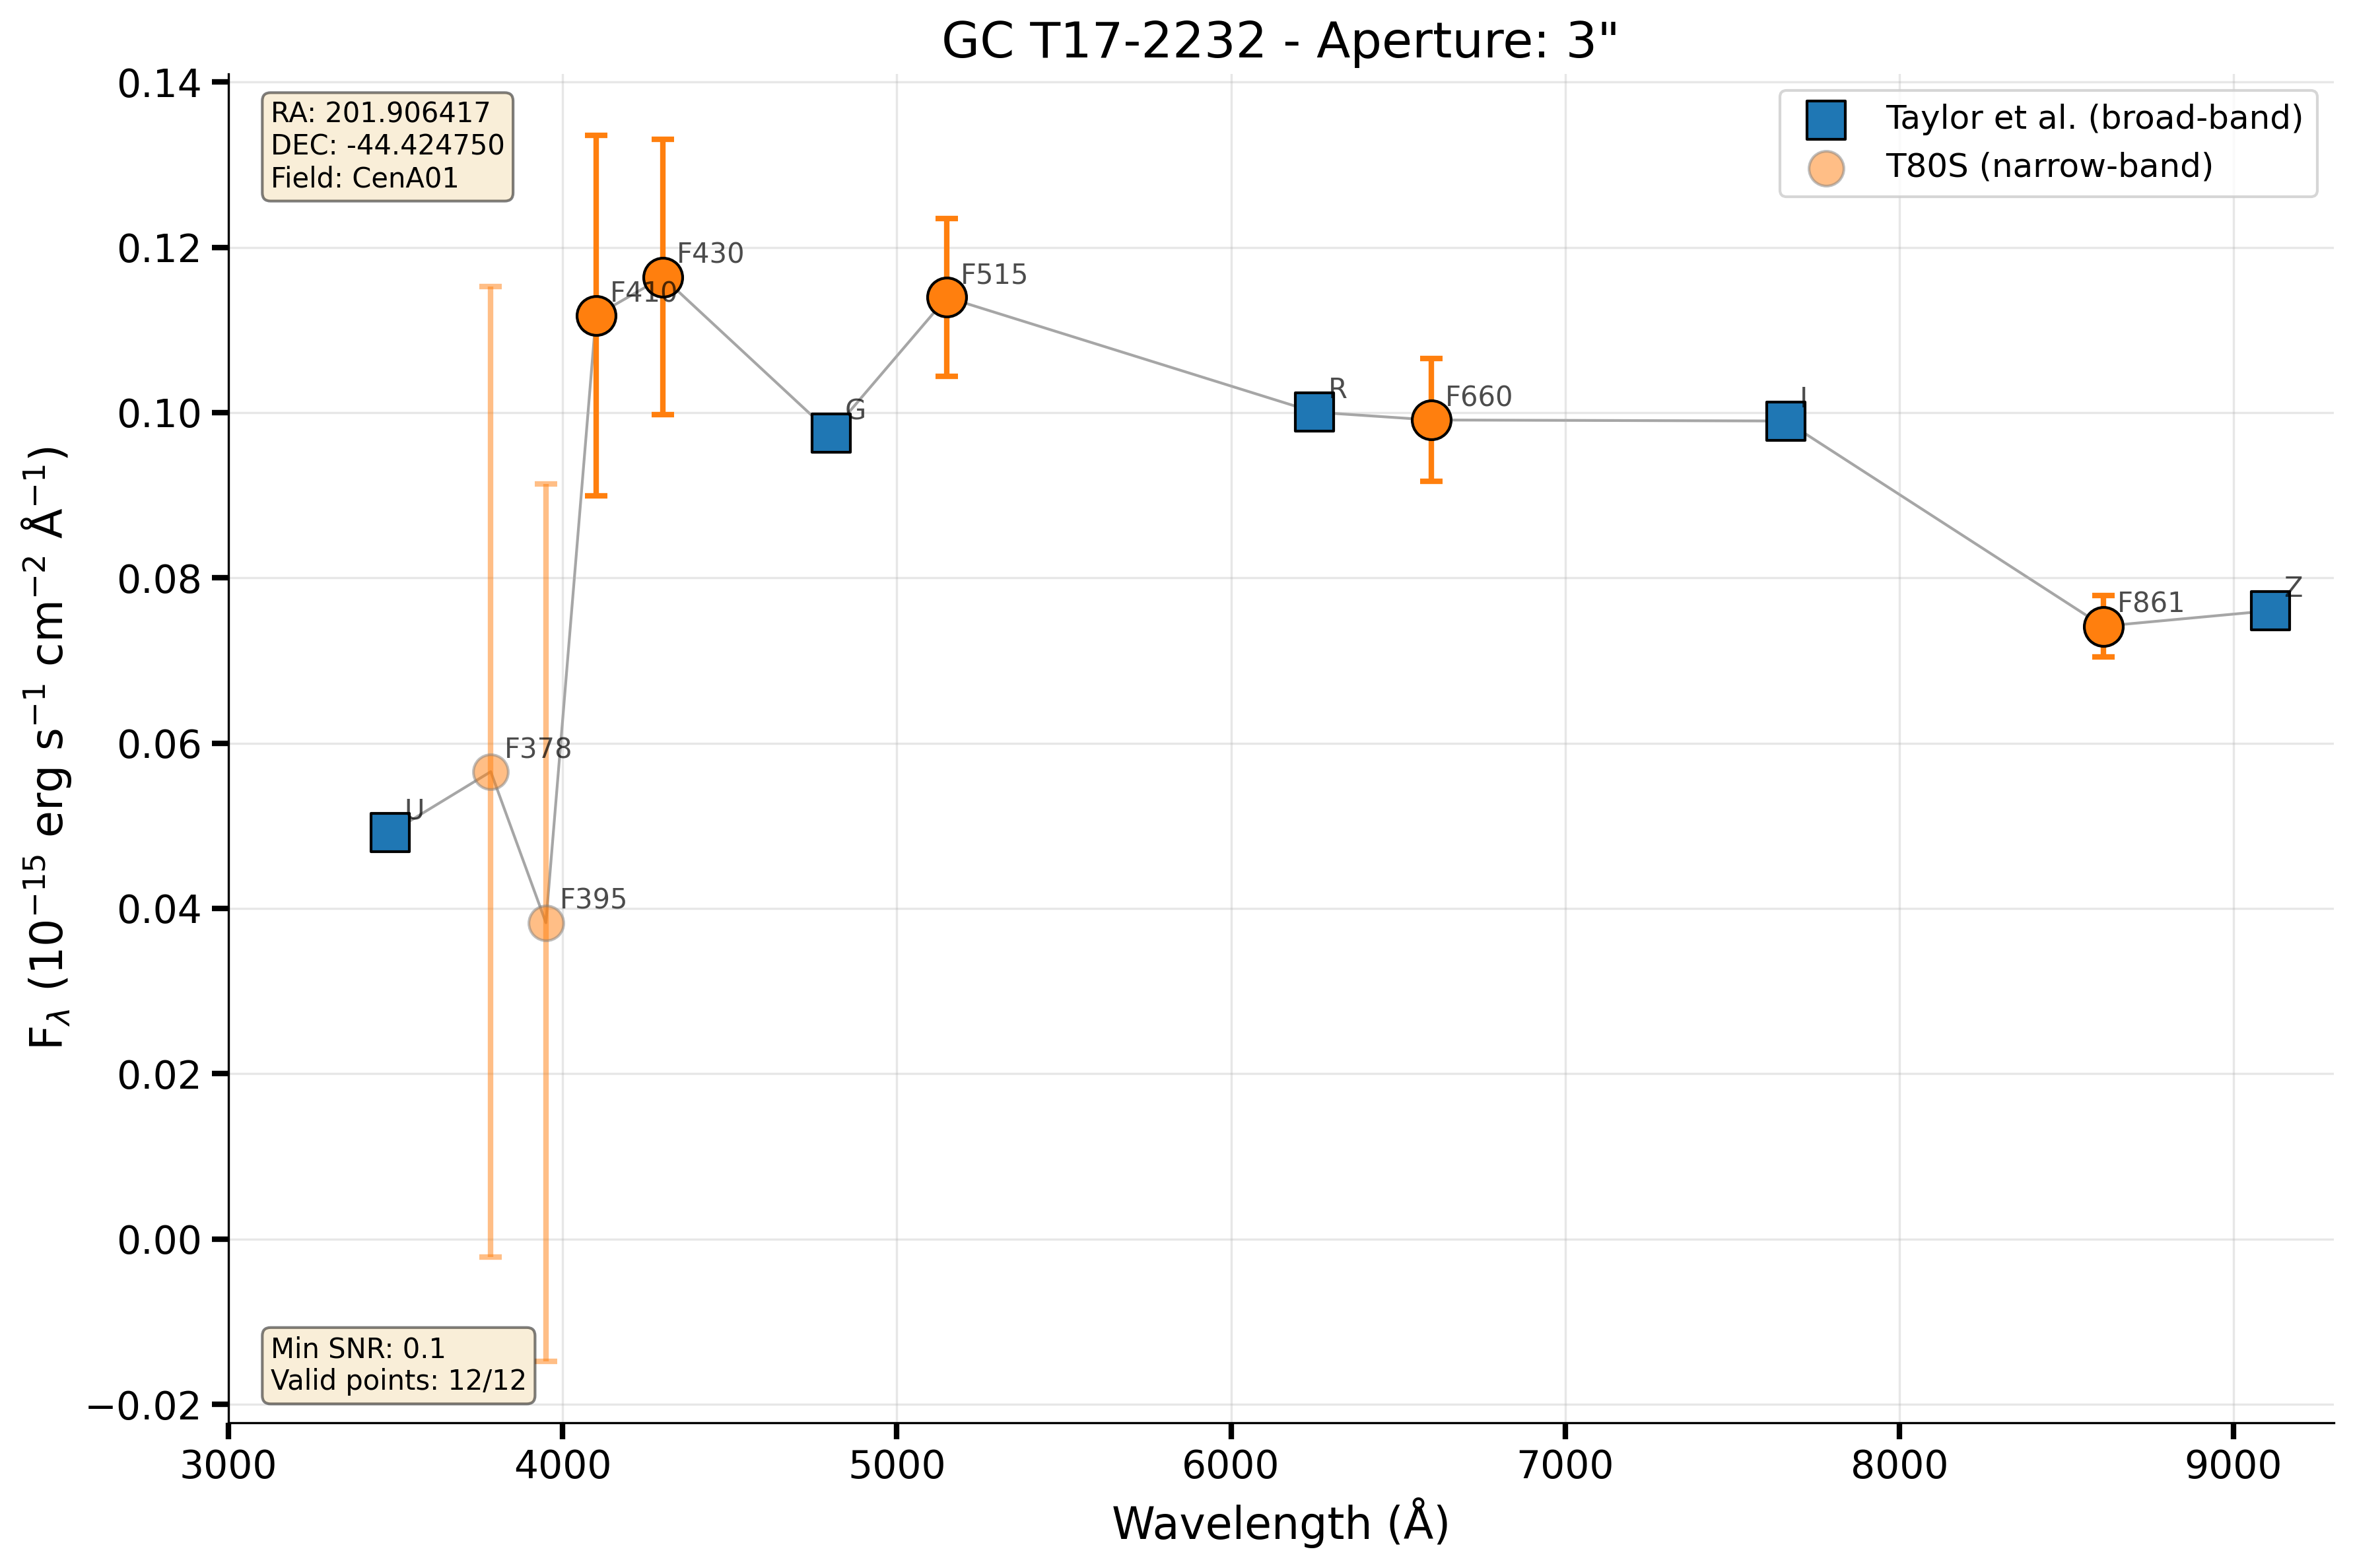 GC T17-2232 - Aperture: 3"
RA: 201.906417
DEC: -44.424750
Field: CenA01
Taylor et al. (broad-band)
T80S (narrow-band)
0.14
0.12
0.10
0.08
0.06
0.04
0.02
0.00
−0.02
F$_λ$ (10$^{−15}$ erg s$^{−1}$ cm$^{−2}$ Å$^{−1}$)
U
F378
F395
F410
F430
G
F515
R
F660
I
F861
Z
Min SNR: 0.1
Valid points: 12/12
3000
4000
5000
6000
7000
8000
9000
Wavelength (Å)